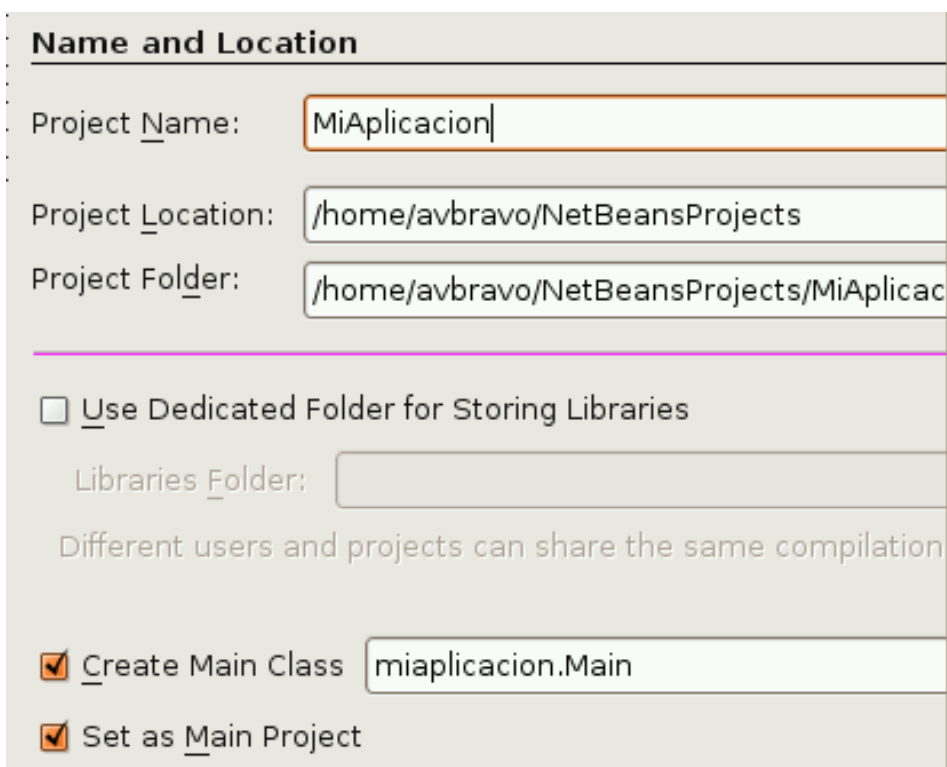 Name and Location
Project Name: MiAplicacion
Project Location: /home/avbravo/NetBeansProjects
Project Folder: /home/avbravo/NetBeansProjects/MiAplicac
Use Dedicated Folder for Storing Libraries
Libraries Folder:
Different users and projects can share the same compilation
Create Main Class miaplicacion.Main
Set as Main Project